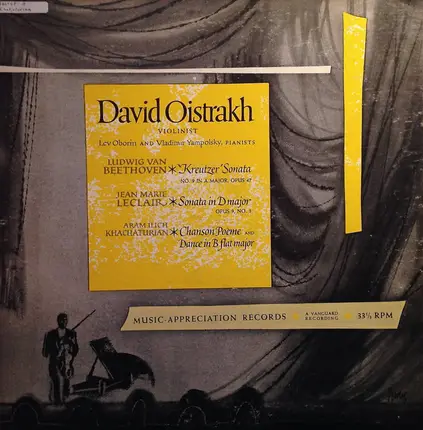 David Oistrakh
VIOLINIST
Lev Oborin AND Vladimir Yampolsky, PIANISTS
LUDWIG VAN
BEETHOVEN * 'Kreutzer' Sonata
NO. 9 IN A MAJOR, OPUS 47
JEAN MARIE
LECLAIR * Sonata in D major
OPUS 9, NO. 3
ARAM ILICH
KHACHATURIAN * Chanson Poeme AND
Dance in B flat major
MUSIC-APPRECIATION RECORDS
A VANGUARD
RECORDING
33⅓ RPM